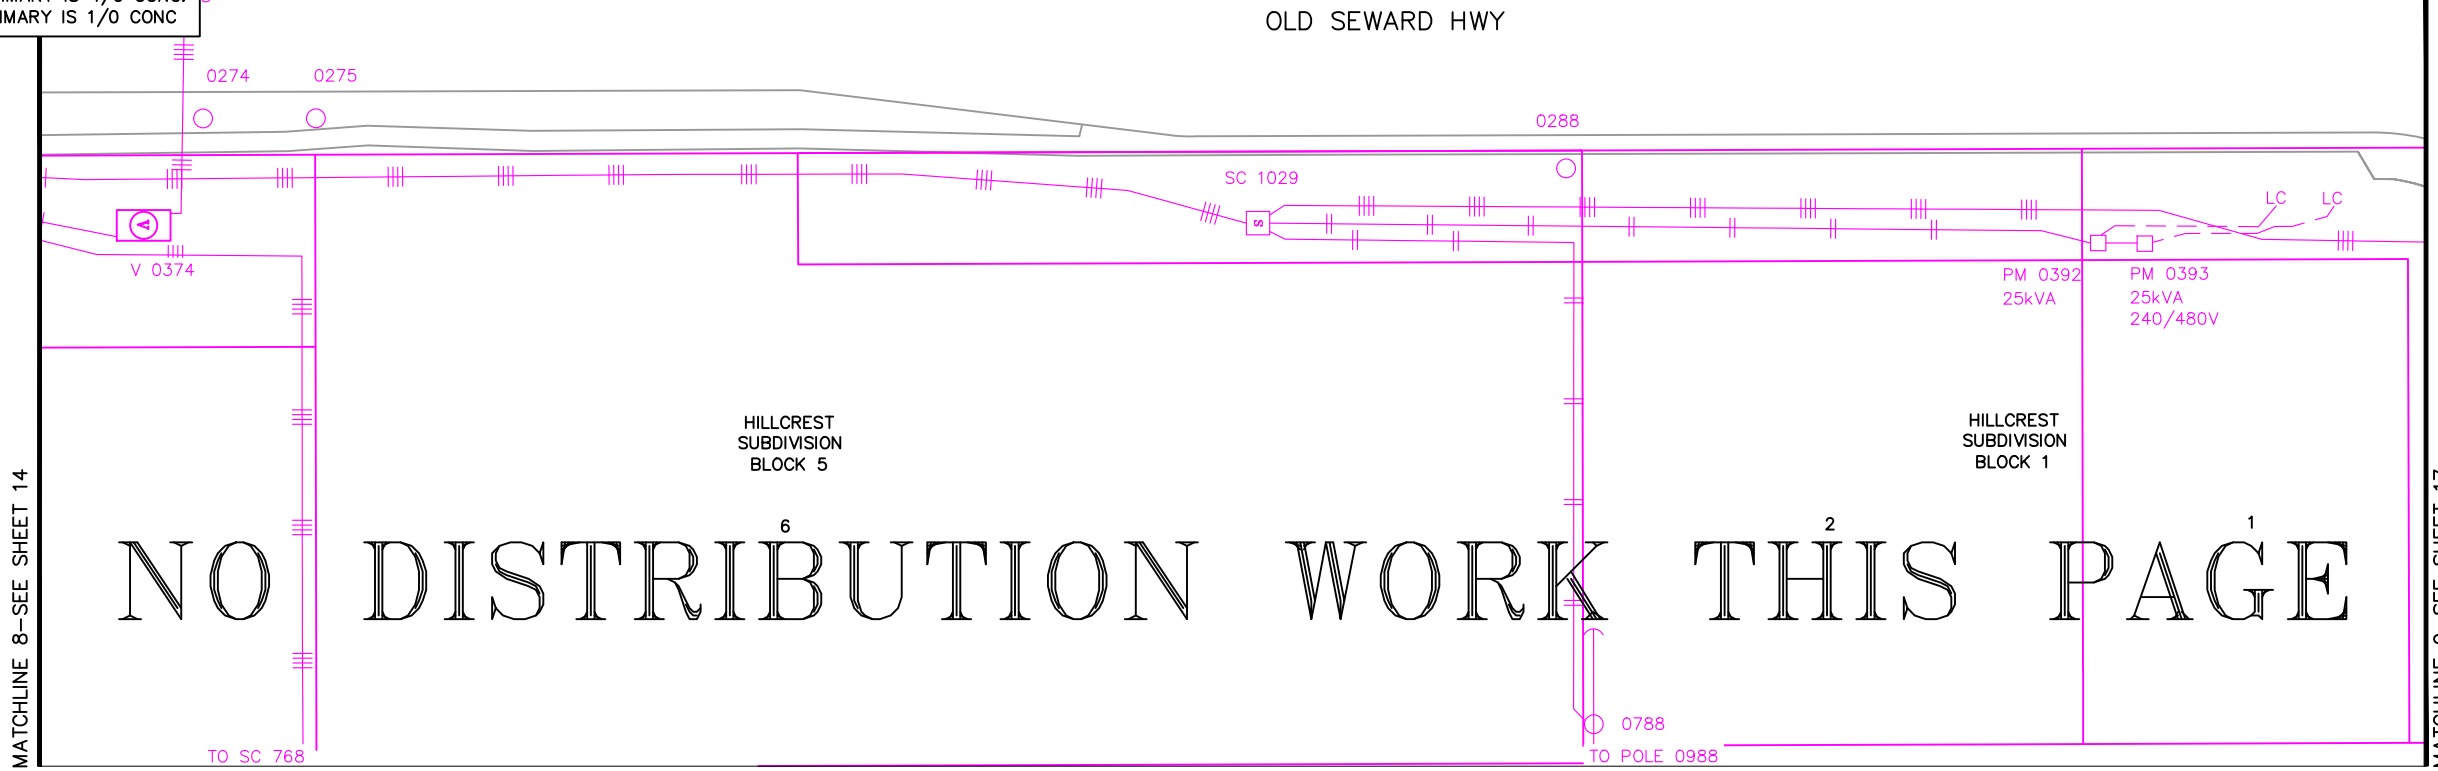 IMARY IS 1/0 CONC
OLD SEWARD HWY
0274
0275
0288
SC 1029
S
LC
LC
A
V 0374
PM 0392
25kVA
PM 0393
25kVA
240/480V
HILLCREST
SUBDIVISION
BLOCK 5
HILLCREST
SUBDIVISION
BLOCK 1
6
2
1
NO DISTRIBUTION WORK THIS PAGE
0788
TO SC 768
TO POLE 0988
MATCHLINE 8-SEE SHEET 14